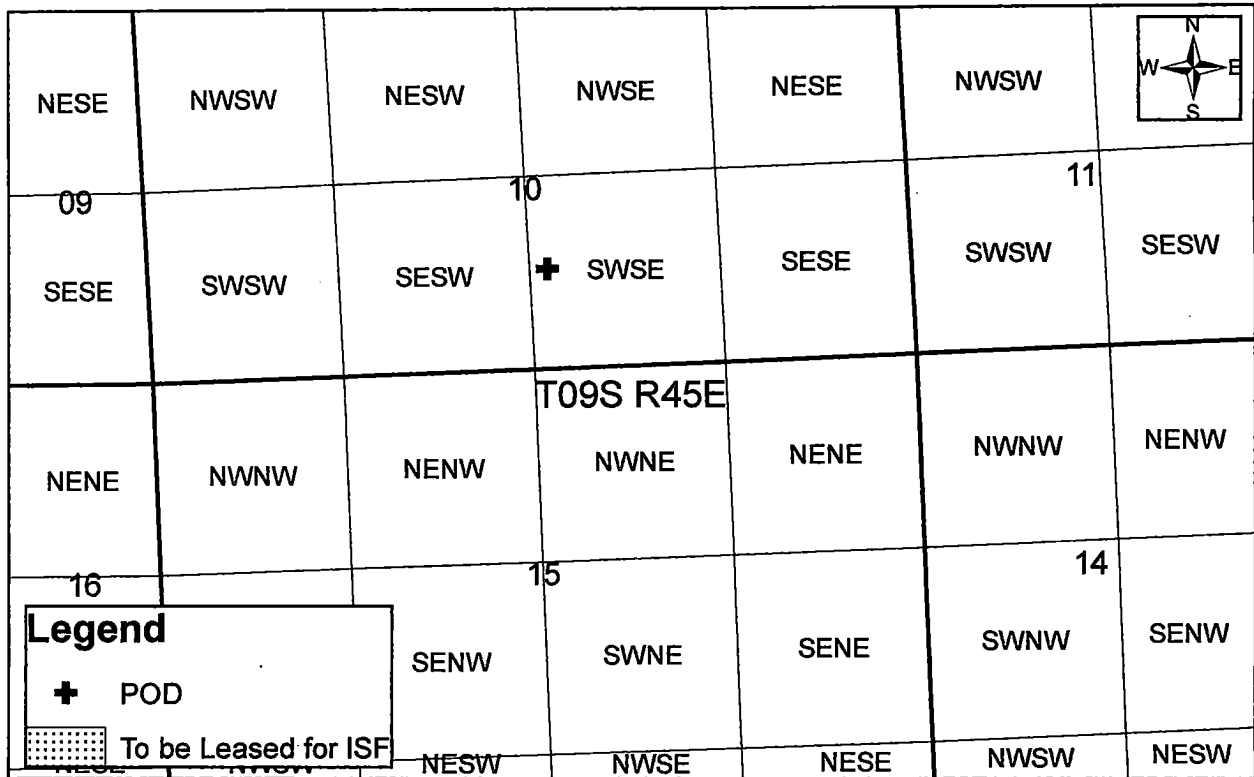 N
W E
S
NESE NWSW NESW NWSE NESE NWSW
09 10 11
SESE SWSW SESW SWSE SESE SWSW SESW
T09S R45E
NENE NWNW NENW NWNE NENE NWNW NENW
16 15 14
Legend
POD
To be Leased for ISF
SENW SWNE SENE SWNW SENW
NESW NWSE NESE NWSW NESW